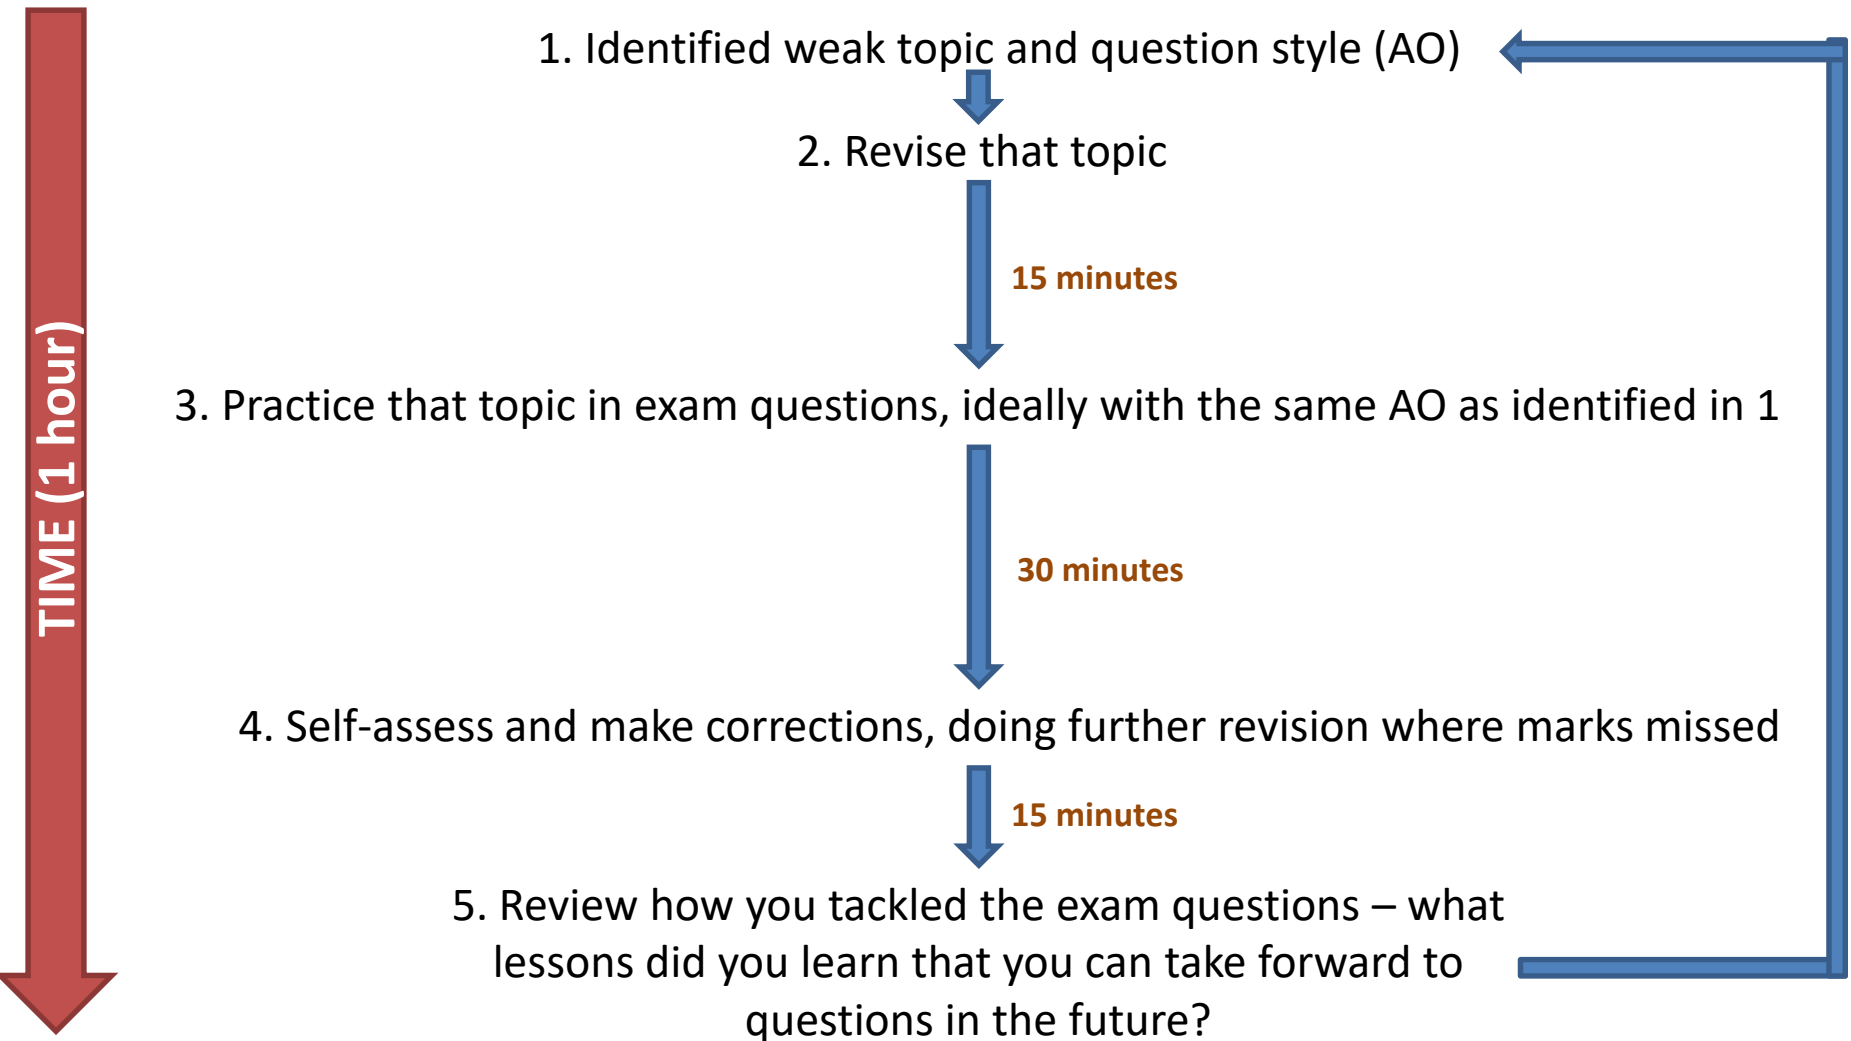 1. Identified weak topic and question style (AO)
2. Revise that topic
15 minutes
TIME (1 hour)
3. Practice that topic in exam questions, ideally with the same AO as identified in 1
30 minutes
4. Self-assess and make corrections, doing further revision where marks missed
15 minutes
5. Review how you tackled the exam questions – what
lessons did you learn that you can take forward to
questions in the future?